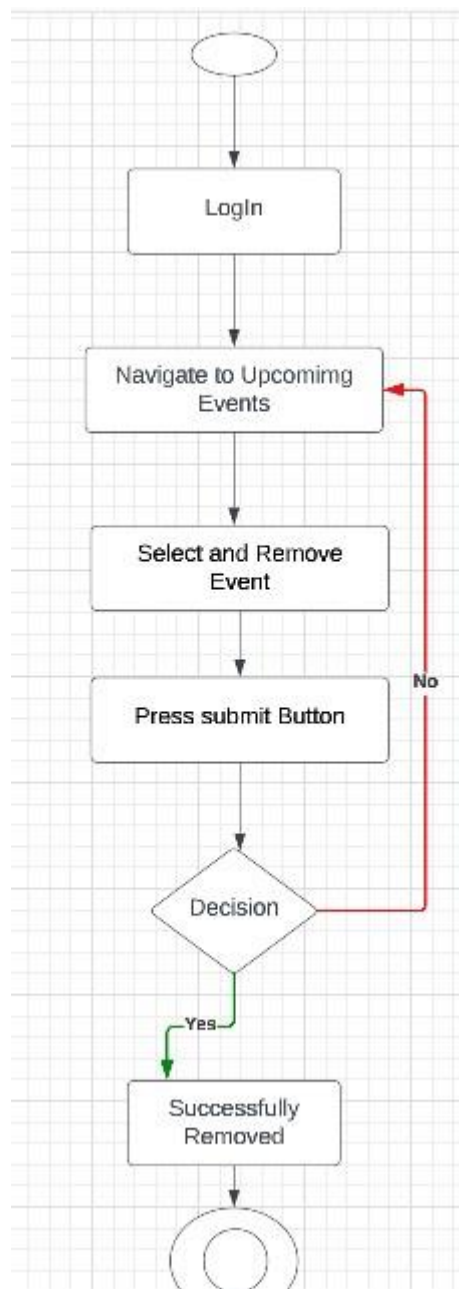 LogIn
Navigate to Upcomimg
Events
Select and Remove
Event
Press submit Button
No
Decision
Yes
Successfully
Removed